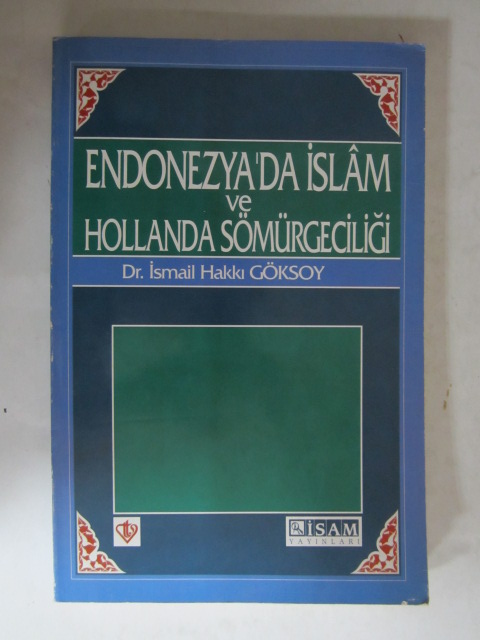 ENDONEZYA'DA İSLÂM
ve
HOLLANDA SÖMÜRGECİLİĞİ
Dr. İsmail Hakkı GÖKSOY
İSAM
YAYINLARI